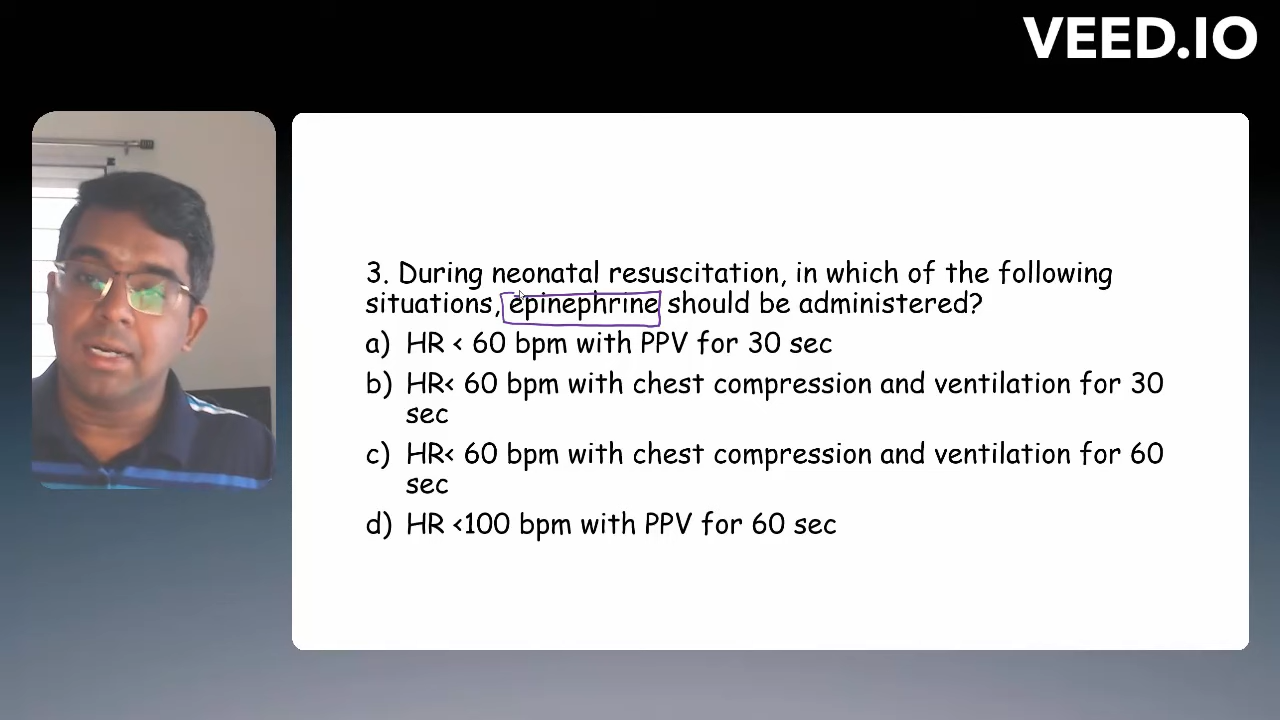 VEED.IO
3. During neonatal resuscitation, in which of the following
situations, epinephrine should be administered?
a) HR < 60 bpm with PPV for 30 sec
b) HR< 60 bpm with chest compression and ventilation for 30
sec
c) HR< 60 bpm with chest compression and ventilation for 60
sec
d) HR <100 bpm with PPV for 60 sec